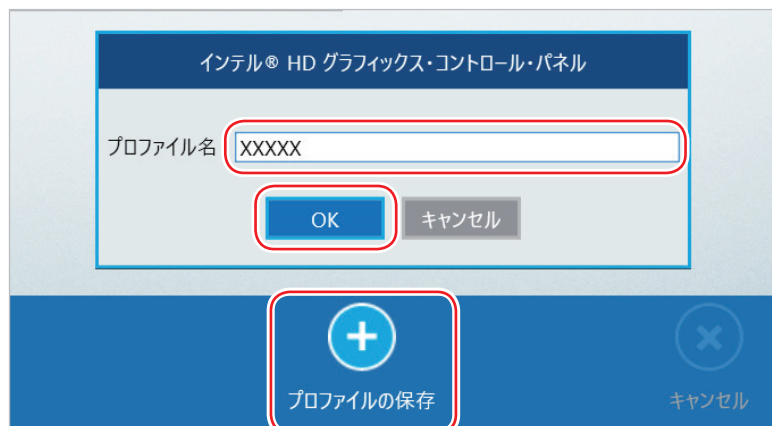 インテル® HD グラフィックス・コントロール・パネル
プロファイル名 XXXXX
OK キャンセル
プロファイルの保存 キャンセル